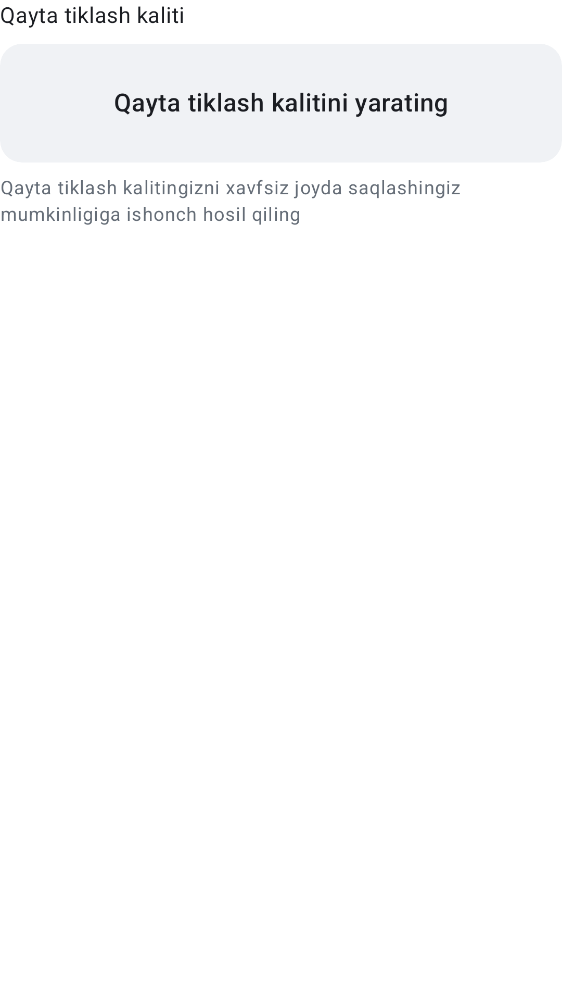 Qayta tiklash kaliti
Qayta tiklash kalitini yarating
Qayta tiklash kalitingizni xavfsiz joyda saqlashingiz
mumkinligiga ishonch hosil qiling